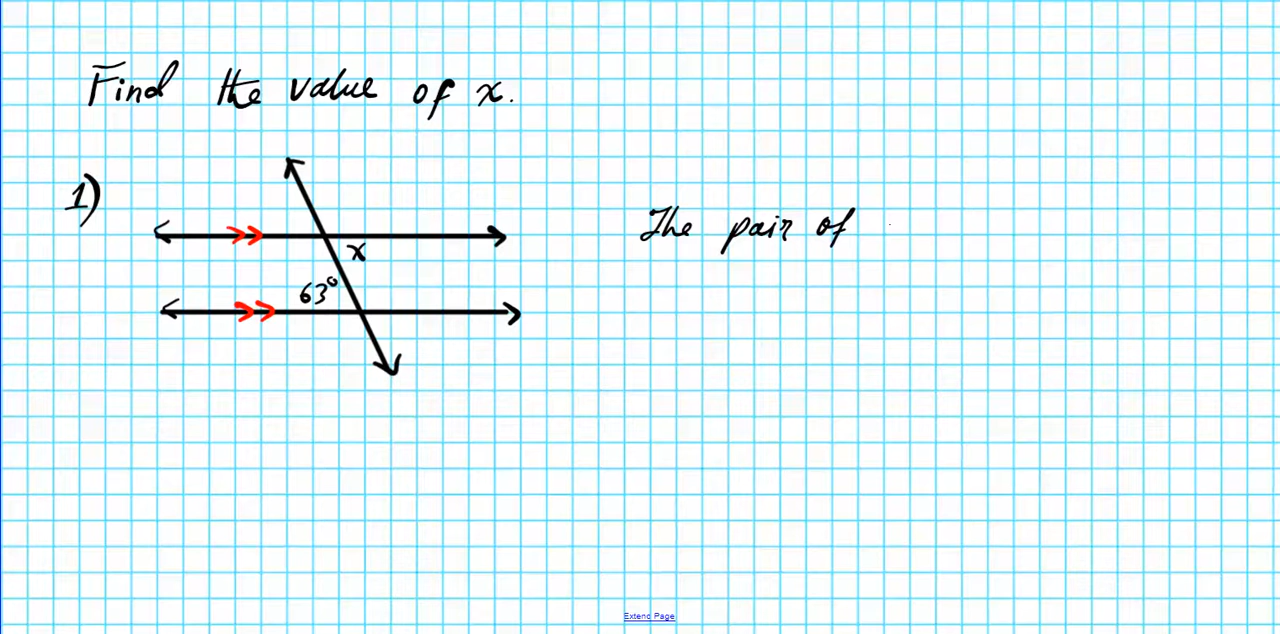 Find the value of x.
1)
The pair of
x
63°
Extend Page